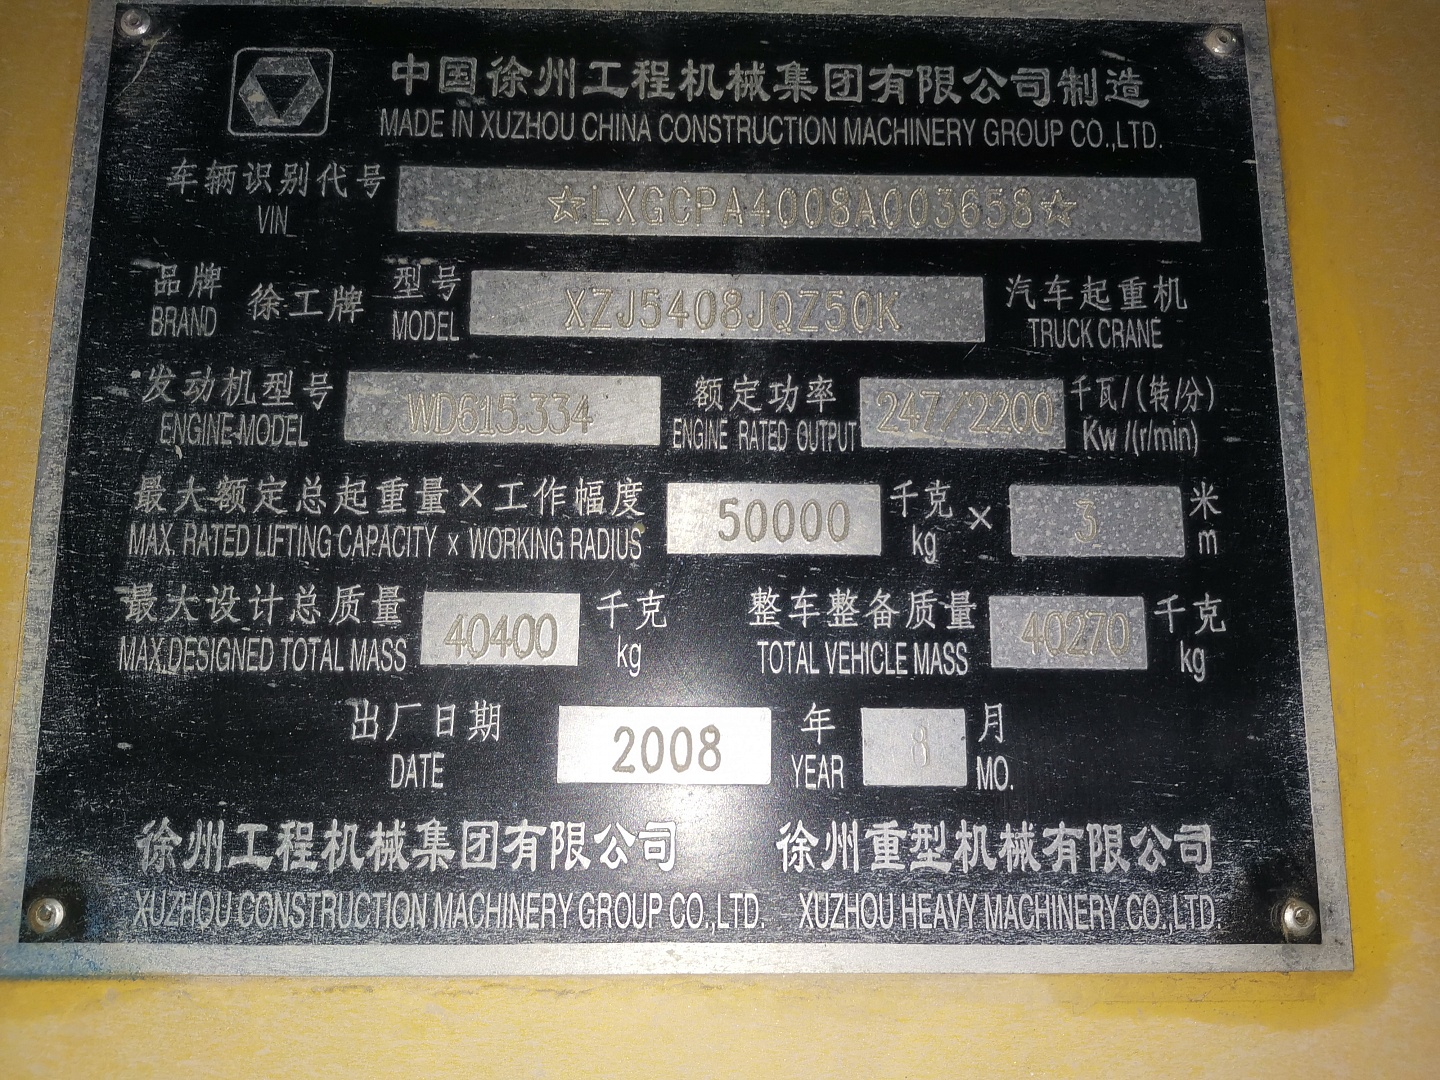 中国徐州工程机械集团有限公司制造
MADE IN XUZHOU CHINA CONSTRUCTION MACHINERY GROUP CO.,LTD.
车辆识别代号 ☆LXGCPA4008A003658☆
VIN
品牌 徐工牌 型号 XZJ5408JQZ50K 汽车起重机
BRAND MODEL TRUCK CRANE
发动机型号 WD615.334 额定功率 247/2200 千瓦/(转/分)
ENGINE MODEL ENGINE RATED OUTPUT Kw/(r/min)
最大额定总起重量×工作幅度 50000 千克 × 3 米
MAX. RATED LIFTING CAPACITY × WORKING RADIUS kg m
最大设计总质量 40400 千克 整车整备质量 40270 千克
MAX.DESIGNED TOTAL MASS kg TOTAL VEHICLE MASS kg
出厂日期 2008 年 8 月
DATE YEAR MO.
徐州工程机械集团有限公司 徐州重型机械有限公司
XUZHOU CONSTRUCTION MACHINERY GROUP CO.,LTD. XUZHOU HEAVY MACHINERY CO.,LTD.